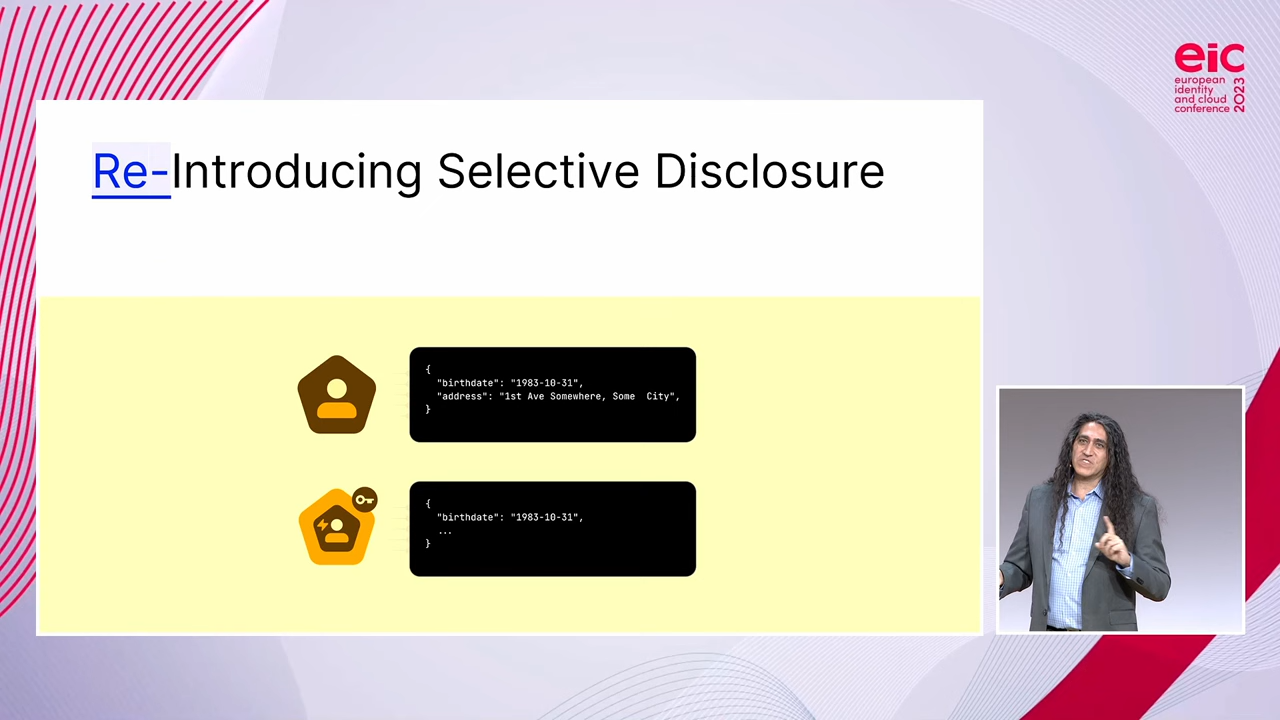 eic
european
identity
and cloud
conference
2023
Re-Introducing Selective Disclosure
{
"birthdate": "1983-10-31",
"address": "1st Ave Somewhere, Some  City",
}
{
"birthdate": "1983-10-31",
...
}